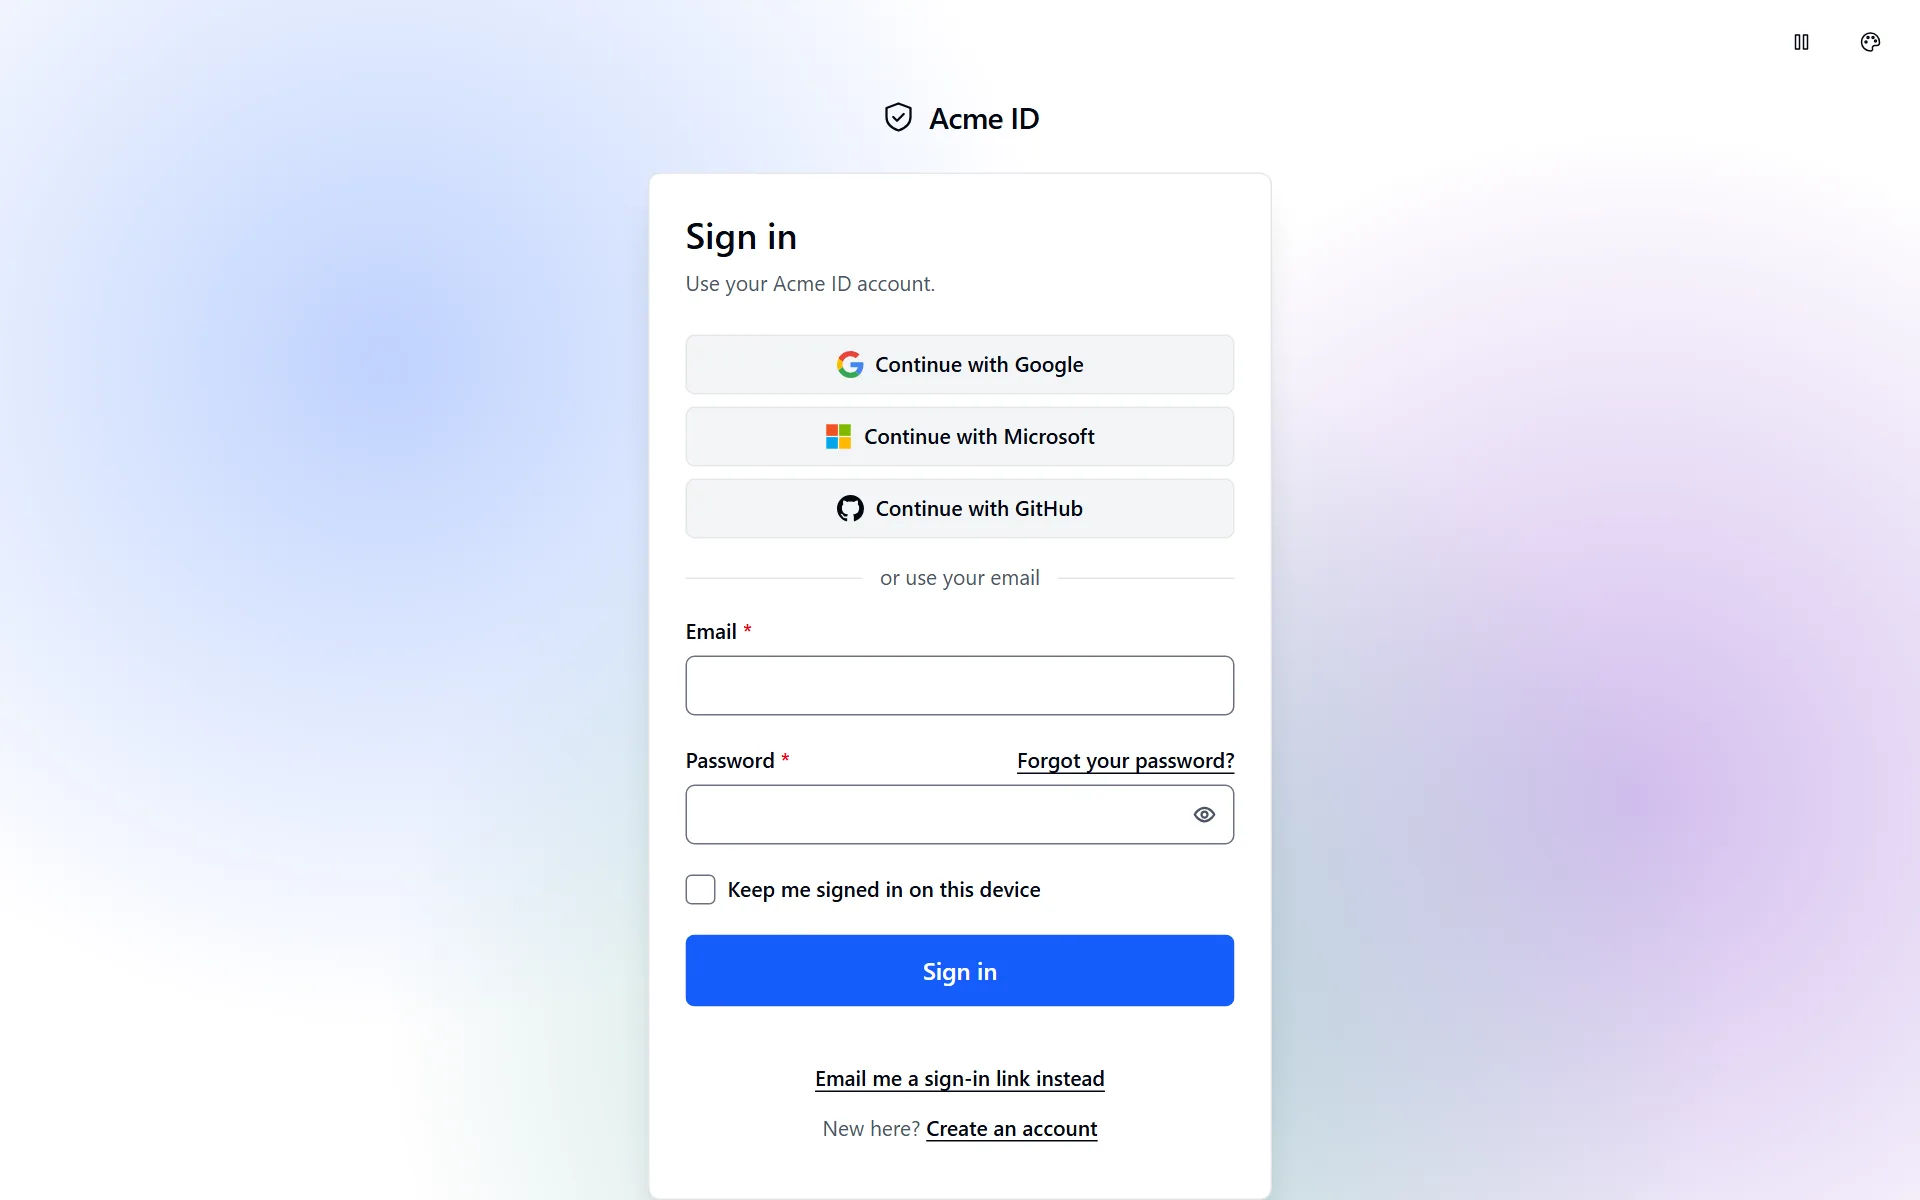 Acme ID
Sign in
Use your Acme ID account.
Continue with Google
Continue with Microsoft
Continue with GitHub
or use your email
Email *
Password *
Forgot your password?
Keep me signed in on this device
Sign in
Email me a sign-in link instead
New here? Create an account